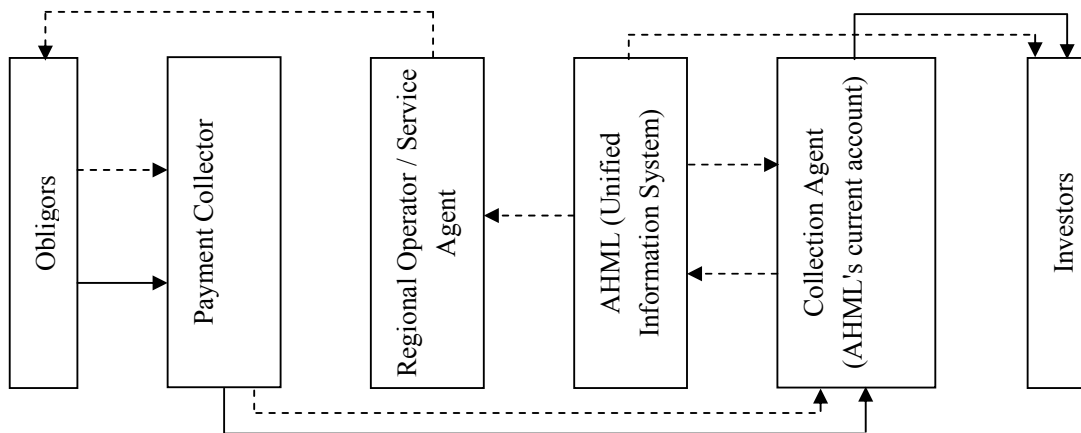 Obligors
Payment Collector
Regional Operator / Service
Agent
AHML (Unified
Information System)
Collection Agent
(AHML's current account)
Investors